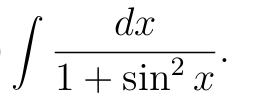 ∫ dx / (1 + sin² x).